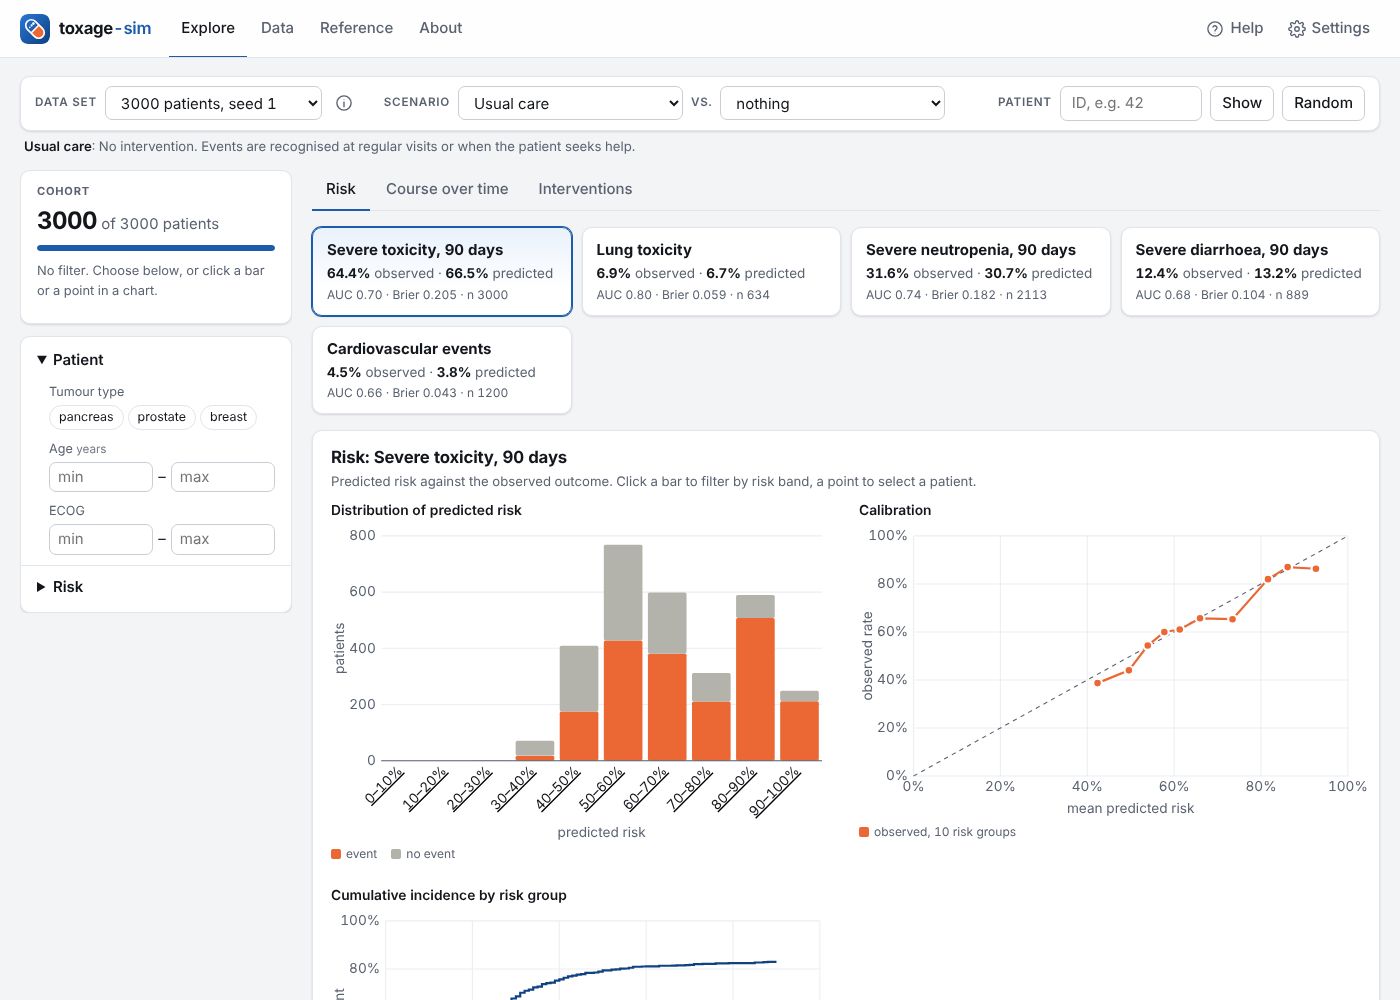 toxage-sim Explore Data Reference About Help Settings
DATA SET 3000 patients, seed 1 SCENARIO Usual care VS. nothing PATIENT ID, e.g. 42 Show Random
Usual care: No intervention. Events are recognised at regular visits or when the patient seeks help.
COHORT
3000 of 3000 patients
No filter. Choose below, or click a bar
or a point in a chart.
Patient
Tumour type
pancreas prostate breast
Age years
min – max
ECOG
min – max
Risk
Risk Course over time Interventions
Severe toxicity, 90 days
64.4% observed · 66.5% predicted
AUC 0.70 · Brier 0.205 · n 3000
Lung toxicity
6.9% observed · 6.7% predicted
AUC 0.80 · Brier 0.059 · n 634
Severe neutropenia, 90 days
31.6% observed · 30.7% predicted
AUC 0.74 · Brier 0.182 · n 2113
Severe diarrhoea, 90 days
12.4% observed · 13.2% predicted
AUC 0.68 · Brier 0.104 · n 889
Cardiovascular events
4.5% observed · 3.8% predicted
AUC 0.66 · Brier 0.043 · n 1200
Risk: Severe toxicity, 90 days
Predicted risk against the observed outcome. Click a bar to filter by risk band, a point to select a patient.
Distribution of predicted risk
800
600
400
200
0
patients
0–10% 10–20% 20–30% 30–40% 40–50% 50–60% 60–70% 70–80% 80–90% 90–100%
predicted risk
event no event
Calibration
100%
80%
60%
40%
20%
0%
observed rate
0% 20% 40% 60% 80% 100%
mean predicted risk
observed, 10 risk groups
Cumulative incidence by risk group
100%
80%